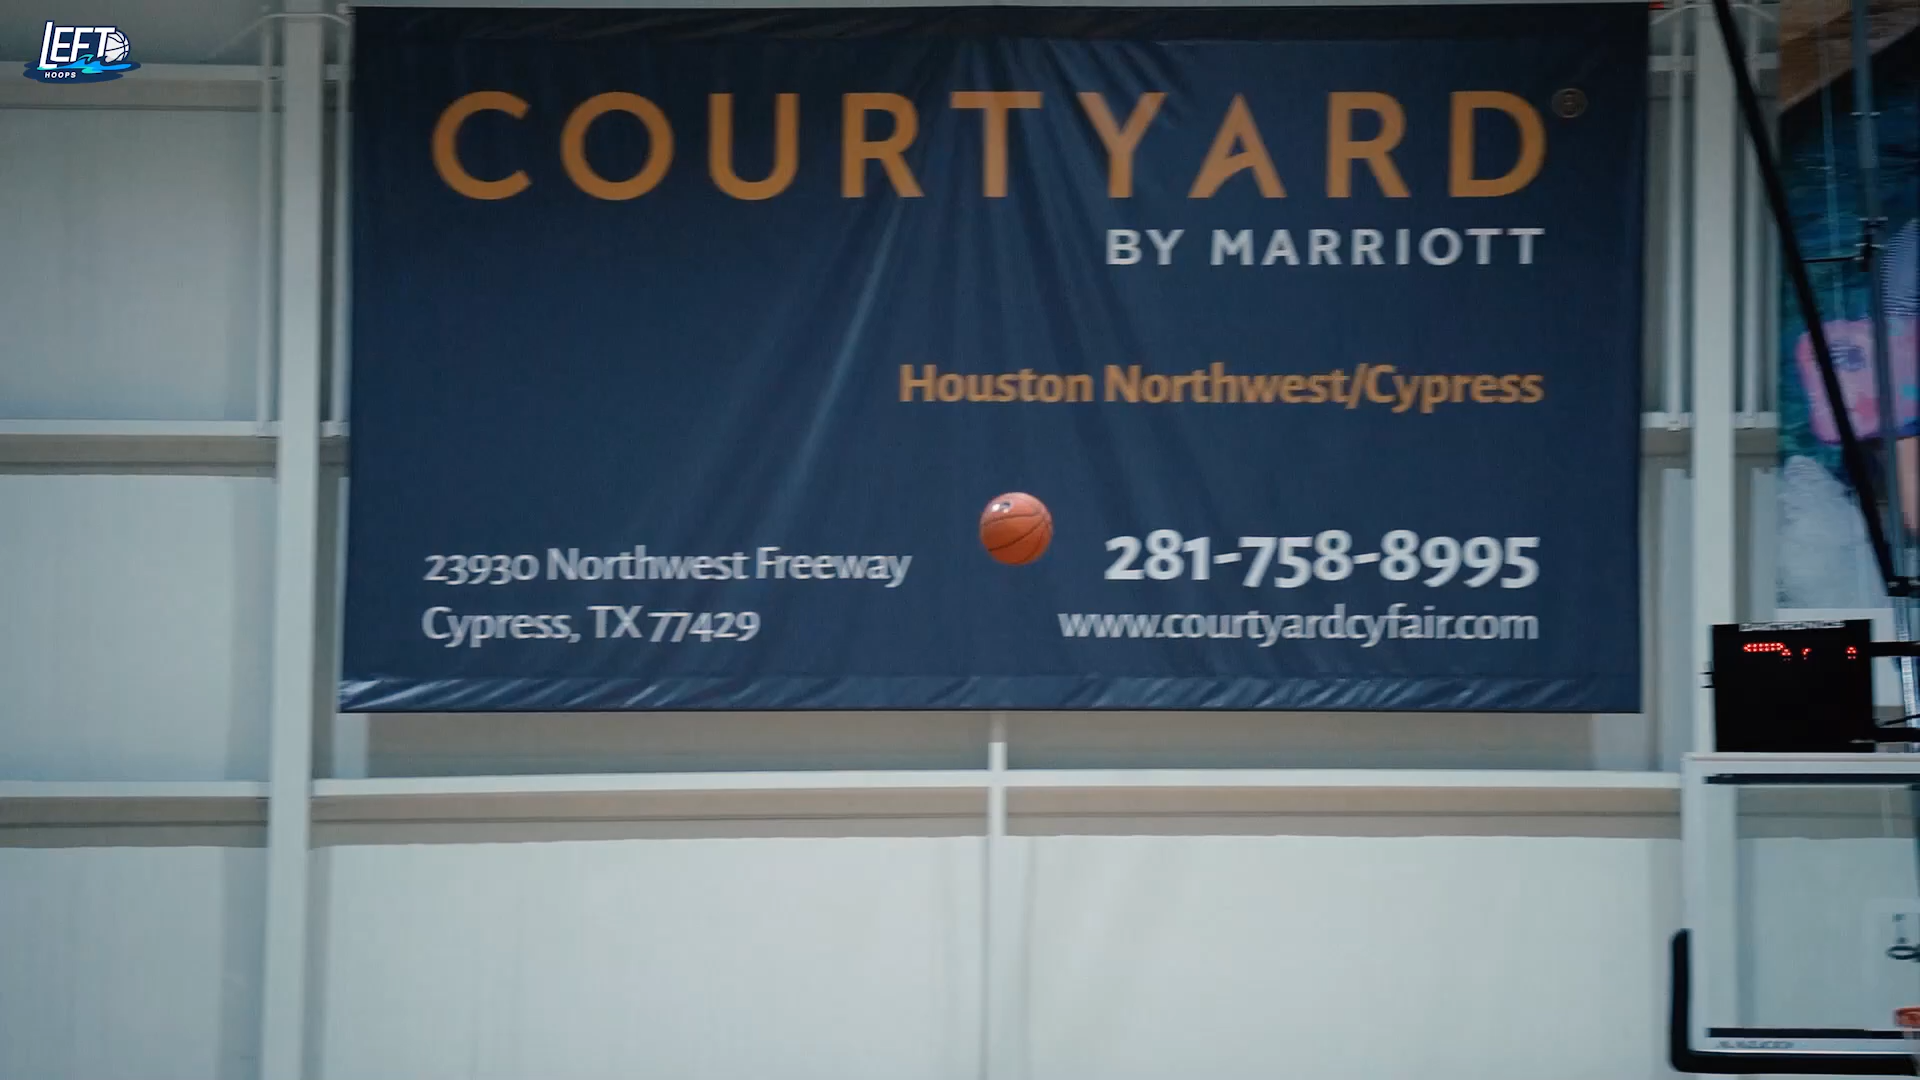 LEFT
HOOPS
COURTYARD®
BY MARRIOTT
Houston Northwest/Cypress
23930 Northwest Freeway
Cypress, TX 77429
281-758-8995
www.courtyardcyfair.com